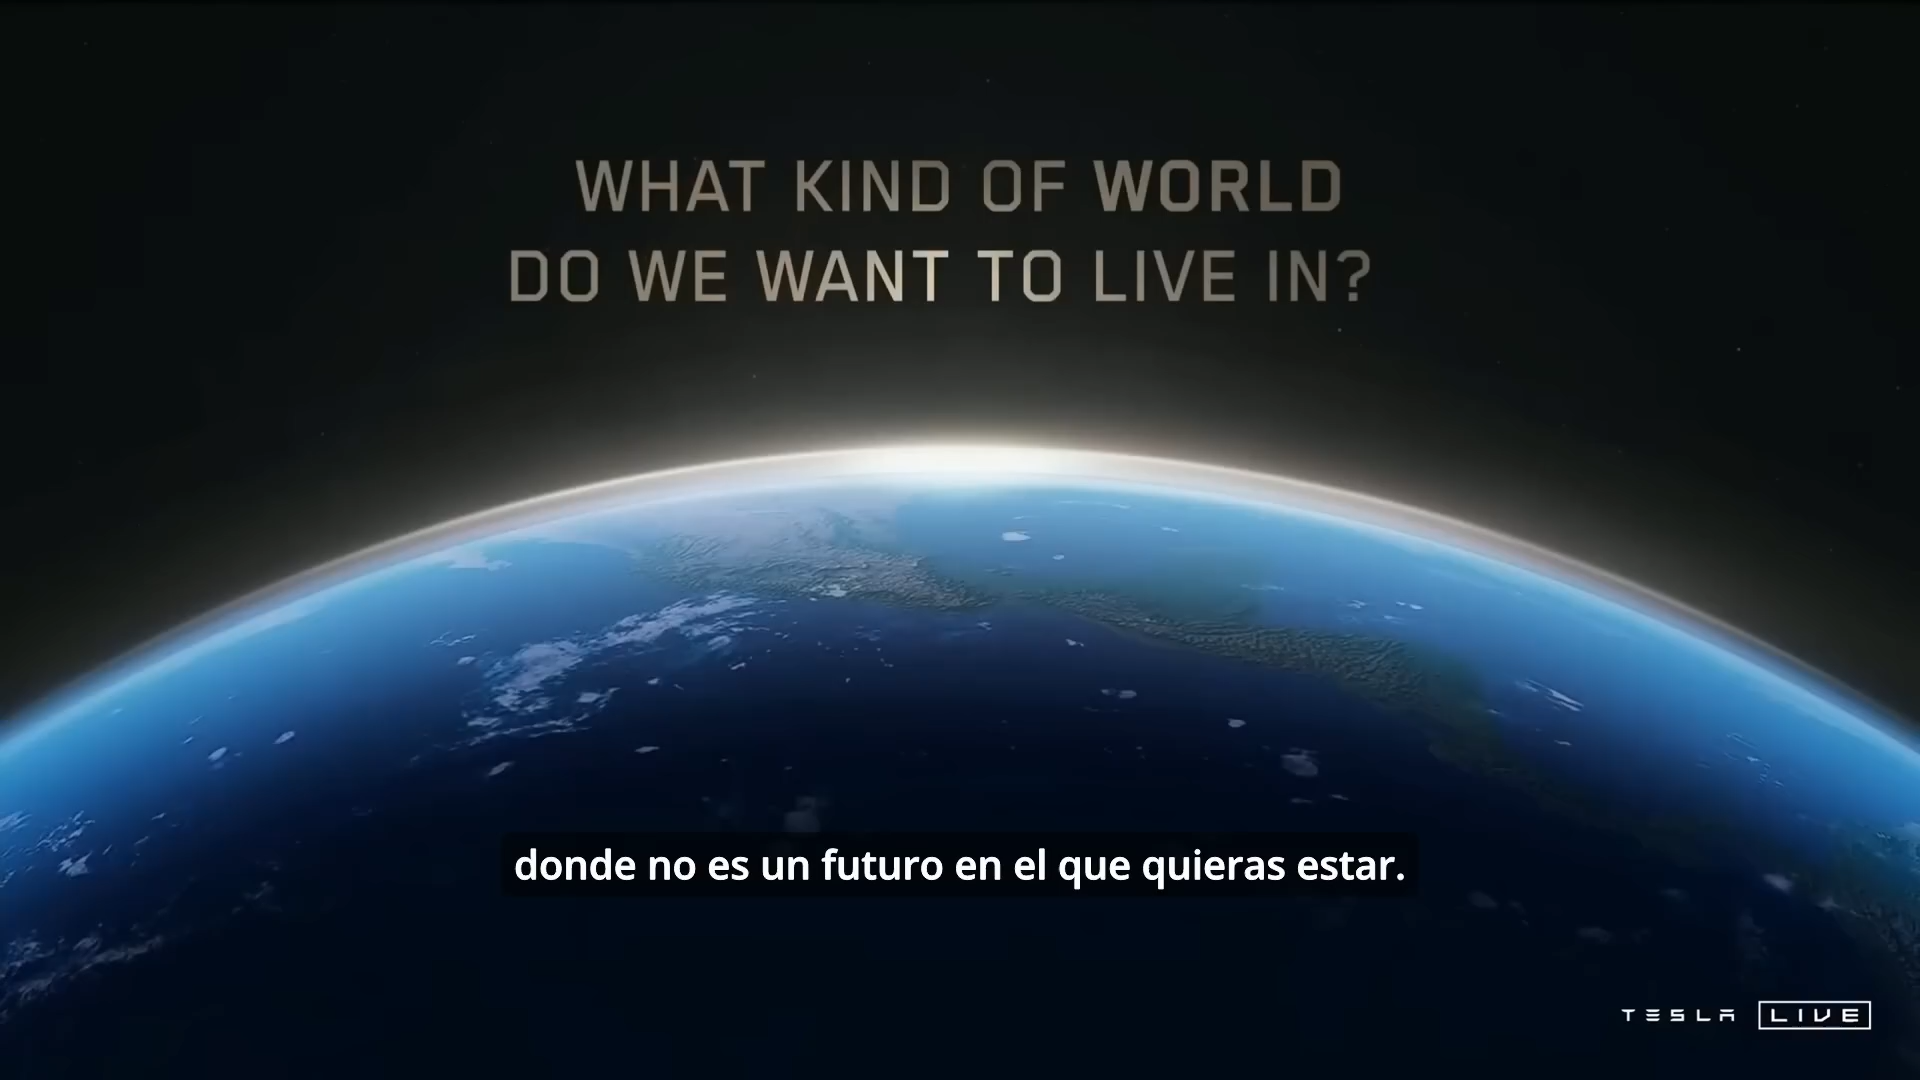 WHAT KIND OF WORLD
DO WE WANT TO LIVE IN?
donde no es un futuro en el que quieras estar.
TESLA LIVE